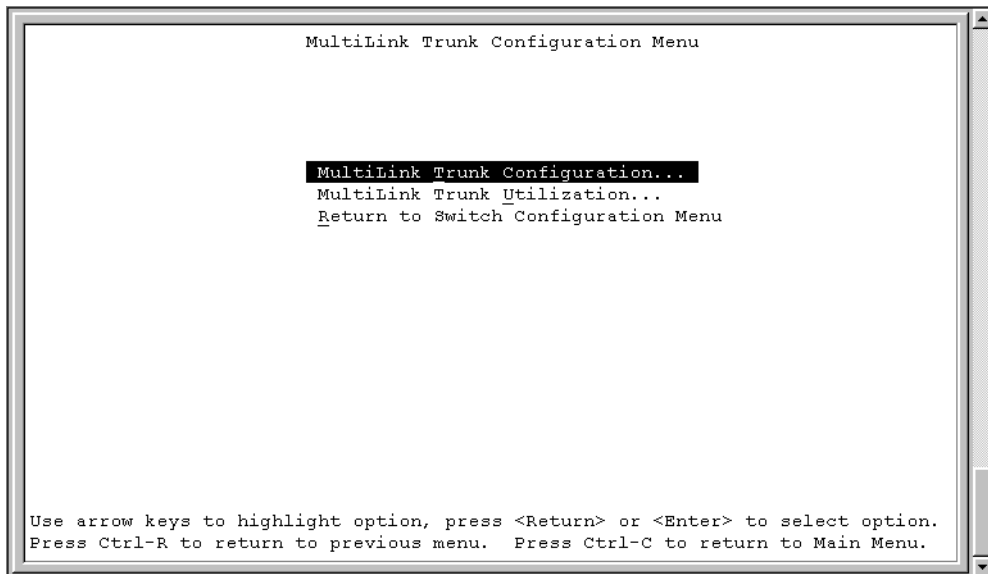 MultiLink Trunk Configuration Menu
MultiLink Trunk Configuration...
MultiLink Trunk Utilization...
Return to Switch Configuration Menu
Use arrow keys to highlight option, press <Return> or <Enter> to select option.
Press Ctrl-R to return to previous menu.  Press Ctrl-C to return to Main Menu.